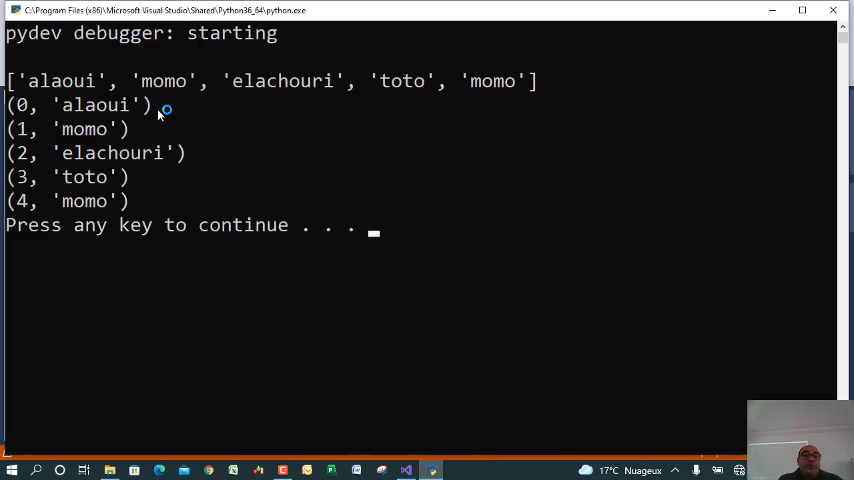 C:\Program Files (x86)\Microsoft Visual Studio\Shared\Python36_64\python.exe
pydev debugger: starting
['alaoui', 'momo', 'elachouri', 'toto', 'momo']
(0, 'alaoui')
(1, 'momo')
(2, 'elachouri')
(3, 'toto')
(4, 'momo')
Press any key to continue . . .
17°C Nuageux